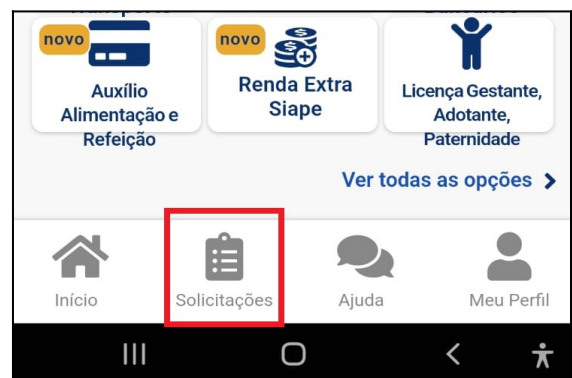 novo
Auxílio
Alimentação e
Refeição
novo
Renda Extra
Siape
Licença Gestante,
Adotante,
Paternidade
Ver todas as opções
Início
Solicitações
Ajuda
Meu Perfil